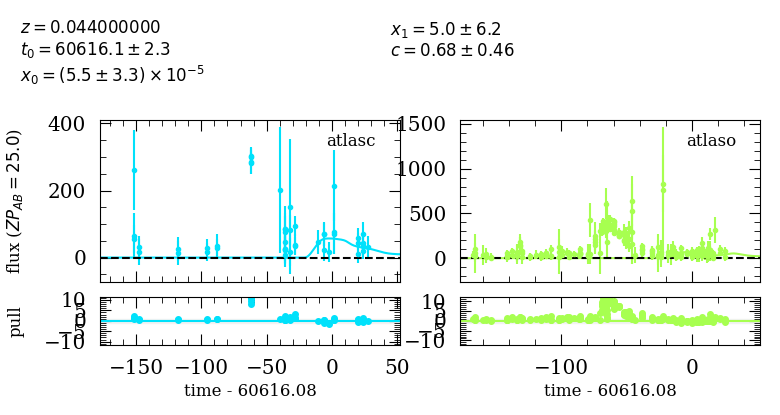 z = 0.044000000
t₀ = 60616.1 ± 2.3
x₀ = (5.5 ± 3.3) × 10⁻⁵
x₁ = 5.0 ± 6.2
c = 0.68 ± 0.46
flux (ZP_AB = 25.0)
400
200
0
atlasc
1500
1000
500
0
atlaso
pull
10
5
0
−5
−10
−150
−100
−50
0
50
time - 60616.08
10
5
0
−5
−10
−100
0
time - 60616.08